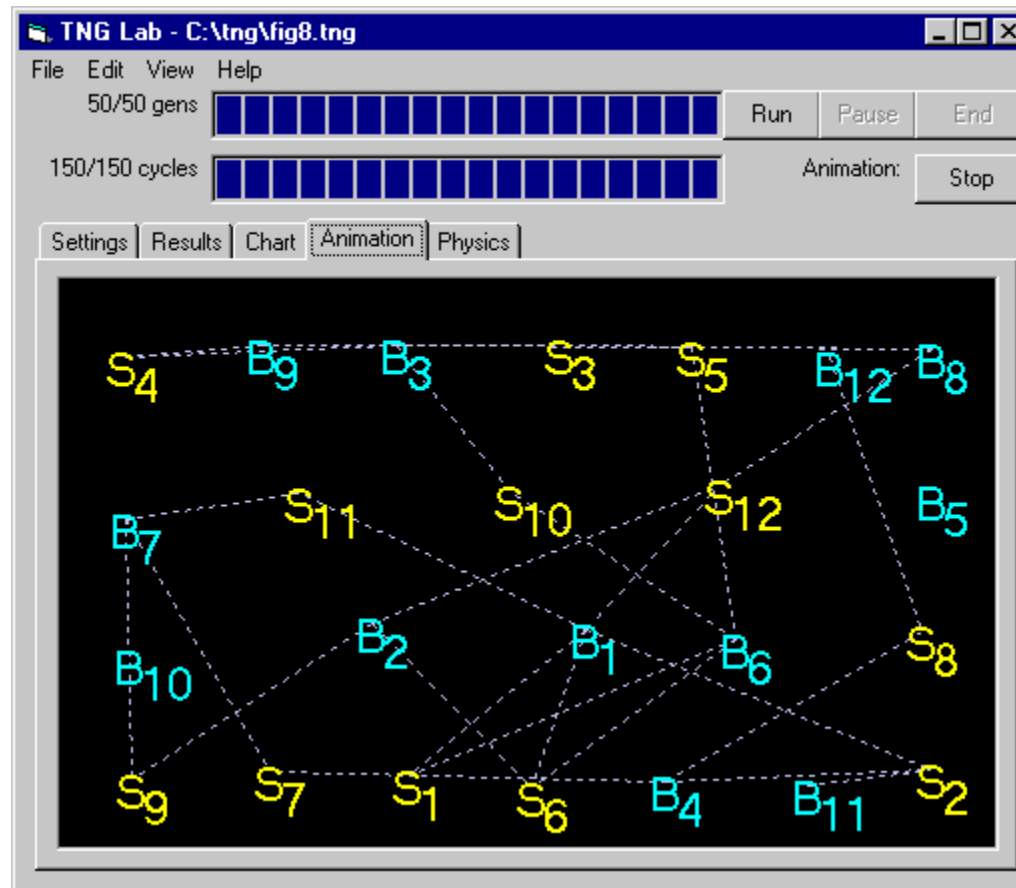 TNG Lab - C:\tng\fig8.tng
File Edit View Help
50/50 gens Run Pause End
150/150 cycles Animation: Stop
Settings Results Chart Animation Physics
S4 B9 B3 S3 S5 B12 B8
S11 S10 S12 B5
B7
B2 B1 B6 S8
B10
S9 S7 S1 S6 B4 B11 S2